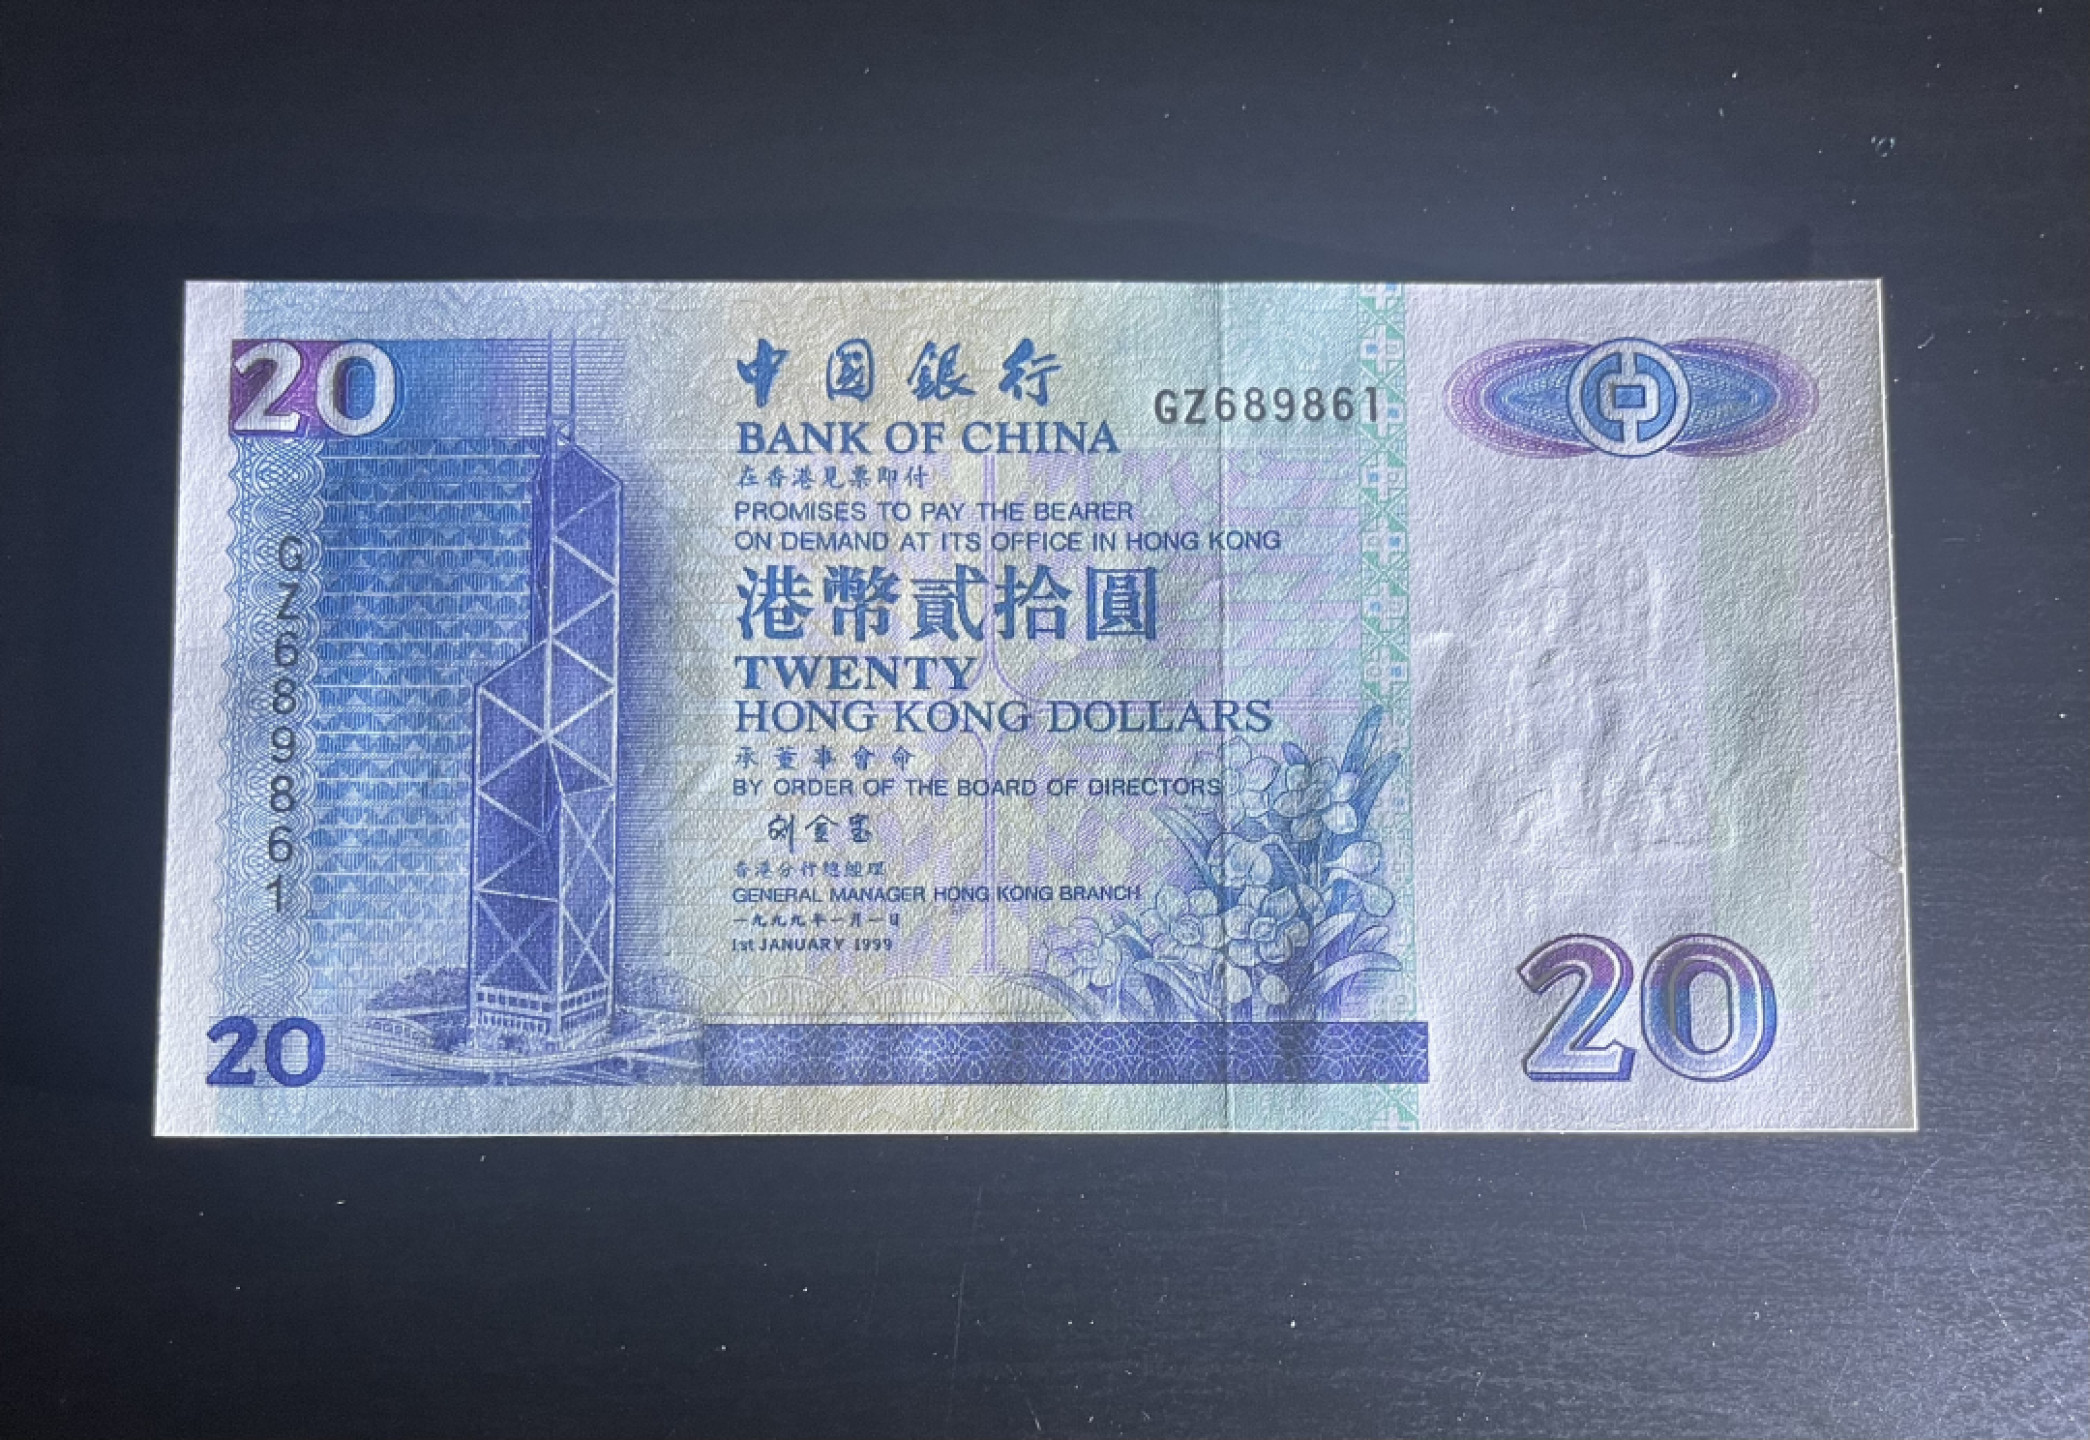 20
中國銀行
BANK OF CHINA
GZ689861
在香港見票即付
PROMISES TO PAY THE BEARER
ON DEMAND AT ITS OFFICE IN HONG KONG
港幣貳拾圓
TWENTY
HONG KONG DOLLARS
承董事會命
BY ORDER OF THE BOARD OF DIRECTORS
刘金宝
香港分行總經理
GENERAL MANAGER HONG KONG BRANCH
一九九九年一月一日
1st JANUARY 1999
GZ689861
20
20